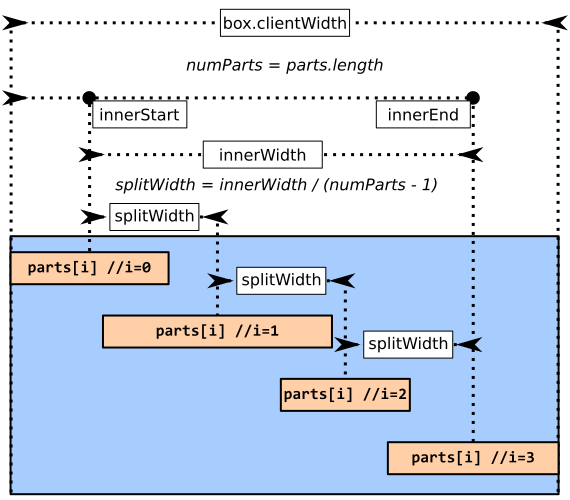 box.clientWidth
numParts = parts.length
innerStart
innerEnd
innerWidth
splitWidth = innerWidth / (numParts - 1)
splitWidth
parts[i] //i=0
splitWidth
parts[i] //i=1
splitWidth
parts[i] //i=2
parts[i] //i=3